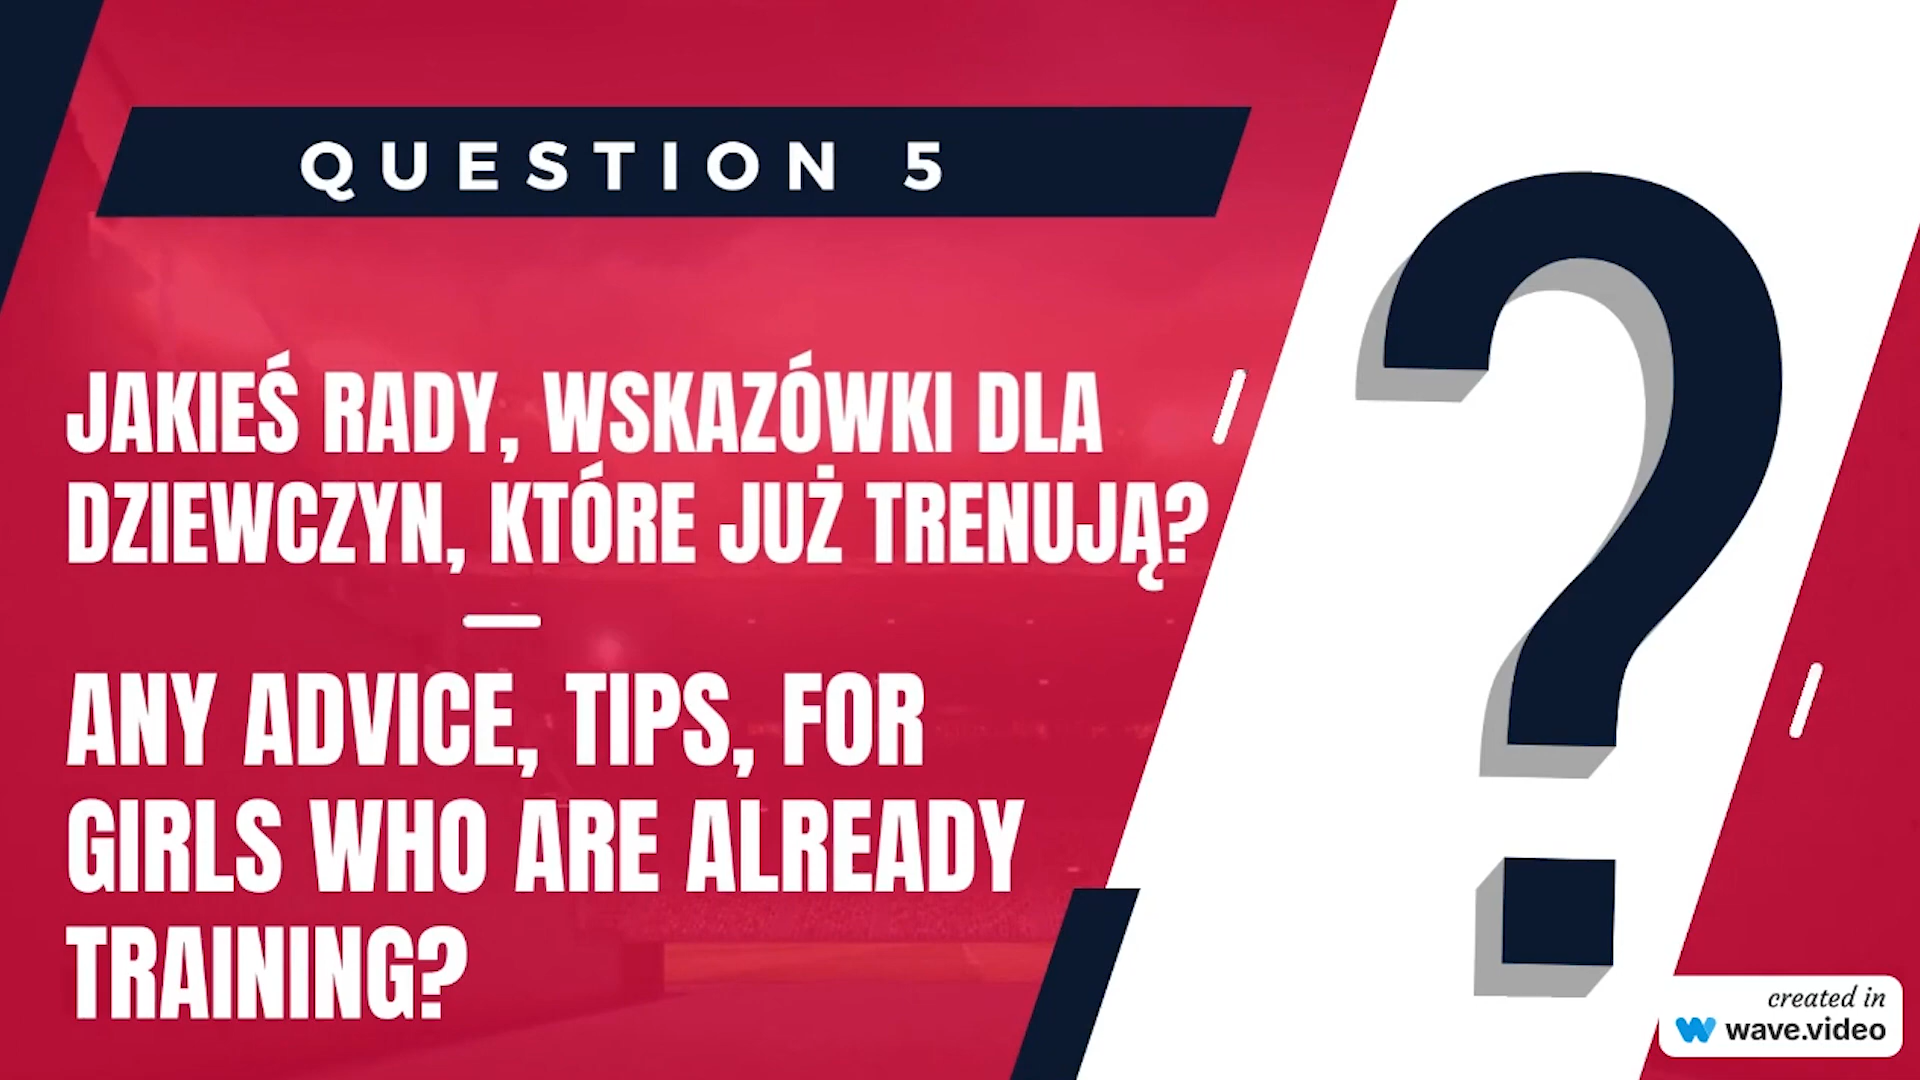 QUESTION 5
JAKIEŚ RADY, WSKAZÓWKI DLA
DZIEWCZYN, KTÓRE JUŻ TRENUJĄ?
—
ANY ADVICE, TIPS, FOR
GIRLS WHO ARE ALREADY
TRAINING?
?
created in
wave.video